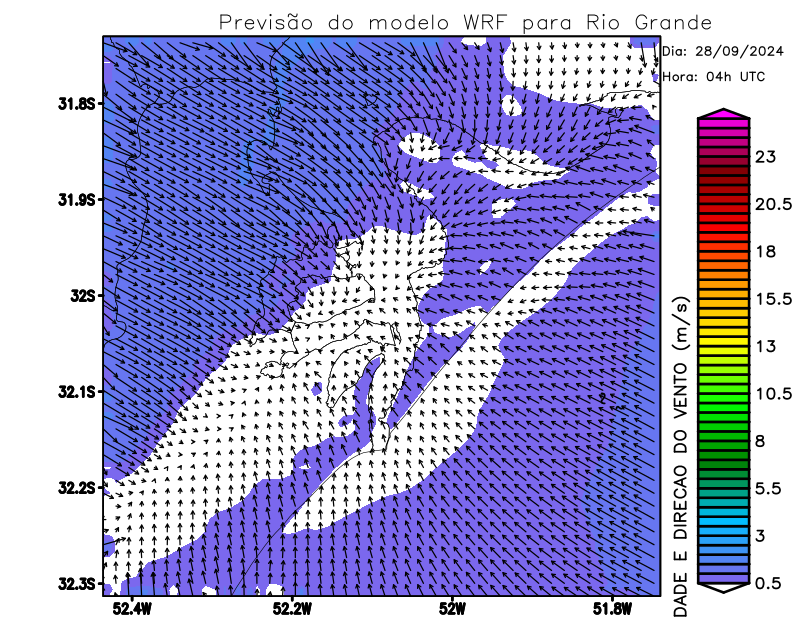 Previsão do modelo WRF para Rio Grande
Dia: 28/09/2024
Hora: 04h UTC
31.8S
31.9S
32S
32.1S
32.2S
32.3S
52.4W
52.2W
52W
51.8W
23
20.5
18
15.5
13
10.5
8
5.5
3
0.5
DADE E DIRECAO DO VENTO (m/s)